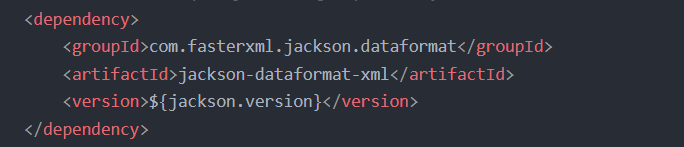 <dependency>
<groupId>com.fasterxml.jackson.dataformat</groupId>
<artifactId>jackson-dataformat-xml</artifactId>
<version>${jackson.version}</version>
</dependency>